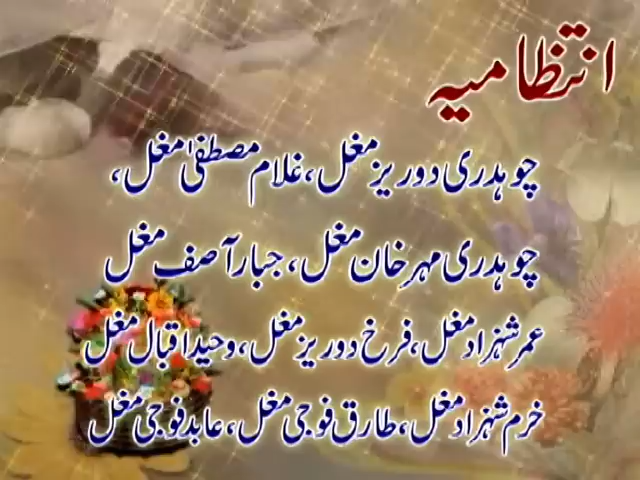 انتظامیہ
چوہدری دوریز مغل، غلام مصطفیٰ مغل،
چوہدری مہر خان مغل، جبار آصف مغل
عمر شہزاد مغل، فرخ دوریز مغل، وحید اقبال مغل
خرم شہزاد مغل، طارق فوجی مغل، عابد فوجی مغل